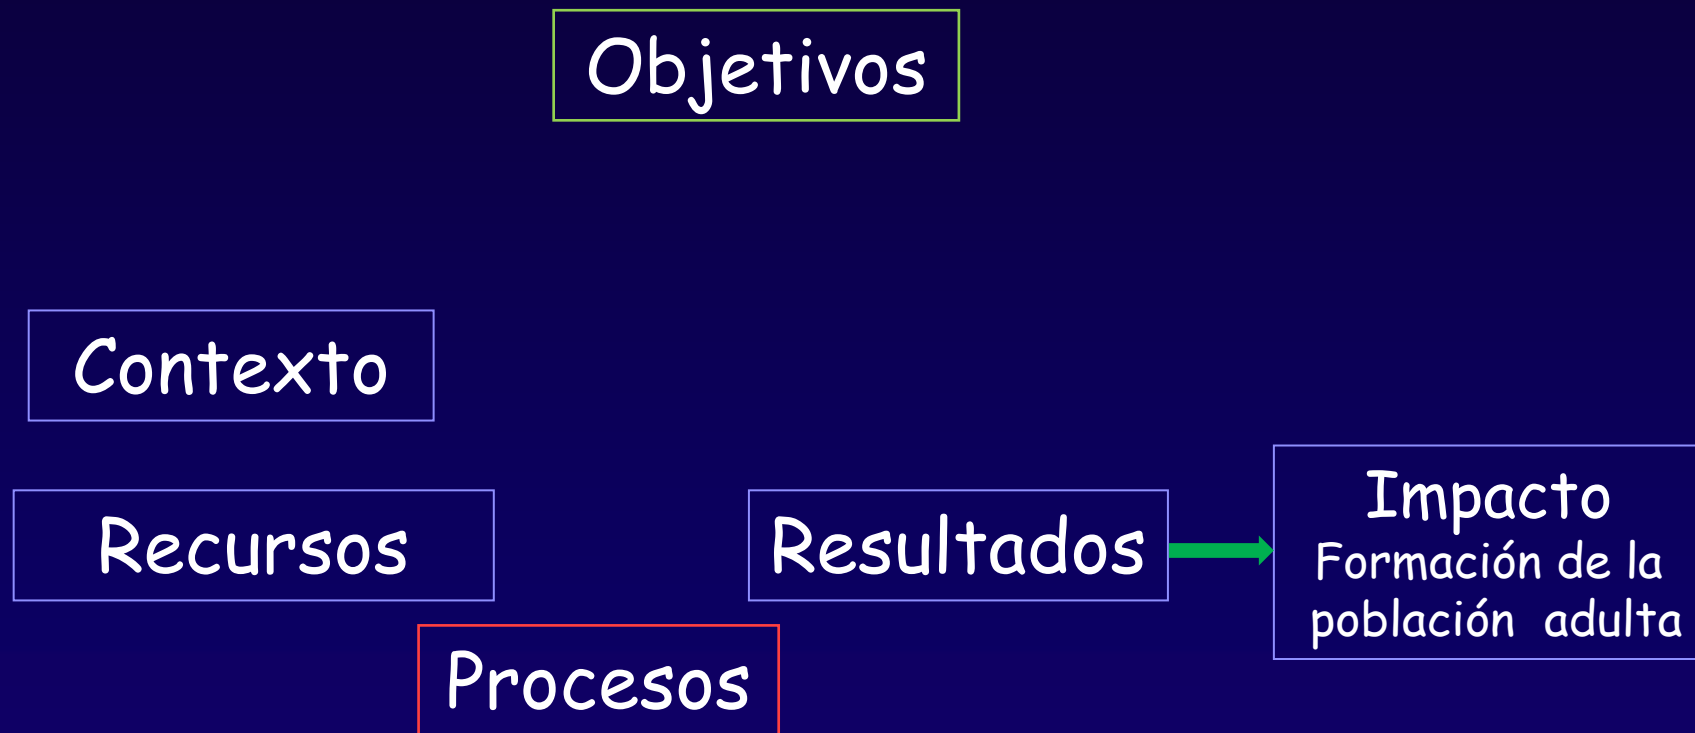 Objetivos
Contexto
Recursos
Resultados
Impacto
Formación de la
población adulta
Procesos